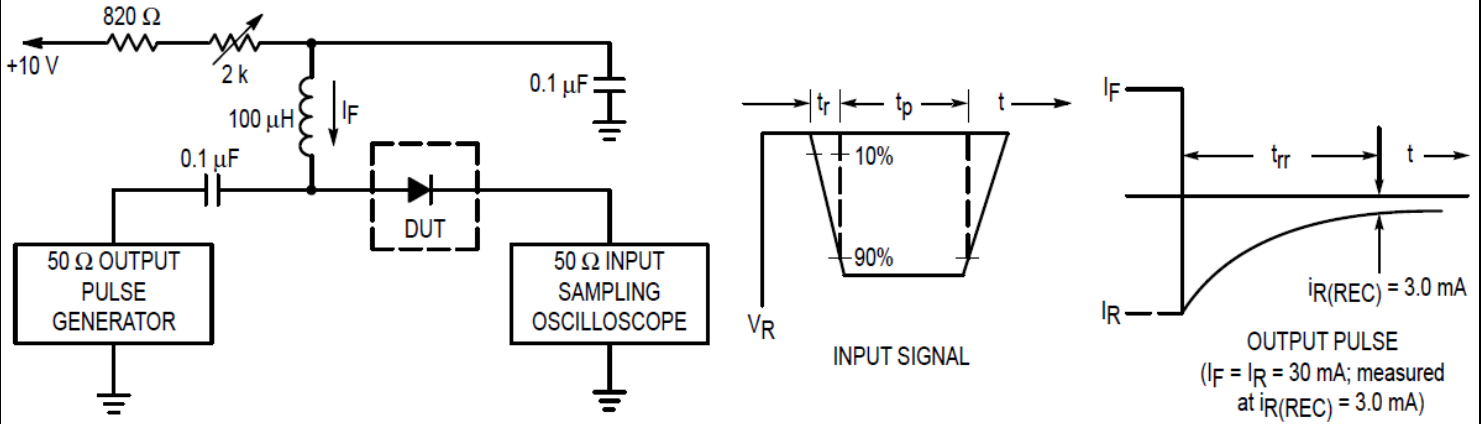 820 Ω
+10 V
2 k
0.1 µF
100 µH
IF
0.1 µF
DUT
50 Ω OUTPUT
PULSE
GENERATOR
50 Ω INPUT
SAMPLING
OSCILLOSCOPE
tr
tp
t
10%
90%
VR
INPUT SIGNAL
IF
trr
t
IR
iR(REC) = 3.0 mA
OUTPUT PULSE
(IF = IR = 30 mA; measured
at iR(REC) = 3.0 mA)